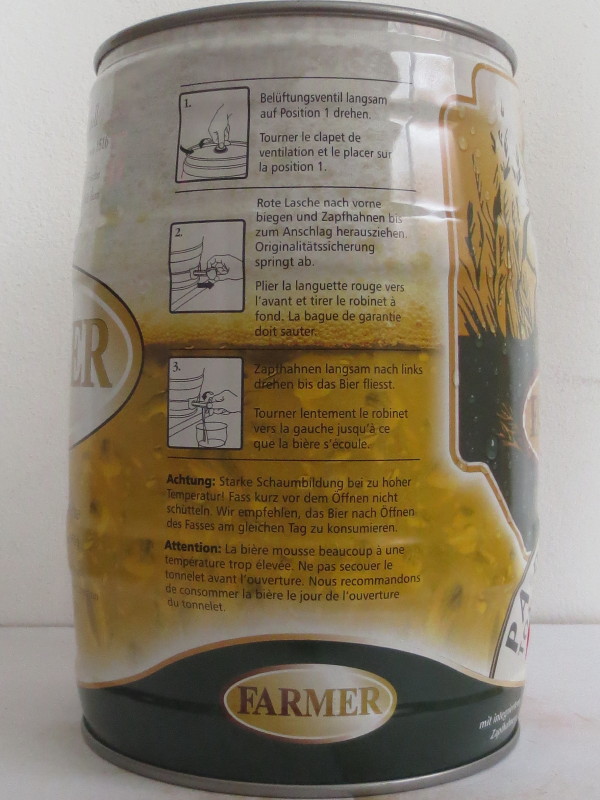 1.
Belüftungsventil langsam
auf Position 1 drehen.
Tourner le clapet de
ventilation et le placer sur
la position 1.
2.
Rote Lasche nach vorne
biegen und Zapfhahnen bis
zum Anschlag herausziehen.
Originalitätssicherung
springt ab.
Plier la languette rouge vers
l'avant et tirer le robinet à
fond. La bague de garantie
doit sauter.
3.
Zapfhahnen langsam nach links
drehen bis das Bier fliesst.
Tourner lentement le robinet
vers la gauche jusqu'à ce
que la bière s'écoule.
Achtung: Starke Schaumbildung bei zu hoher
Temperatur! Fass kurz vor dem Öffnen nicht
schütteln. Wir empfehlen, das Bier nach Öffnen
des Fasses am gleichen Tag zu konsumieren.
Attention: La bière mousse beaucoup à une
température trop élevée. Ne pas secouer le
tonnelet avant l'ouverture. Nous recommandons
de consommer la bière le jour de l'ouverture
du tonnelet.
FARMER
ER
PA
mit